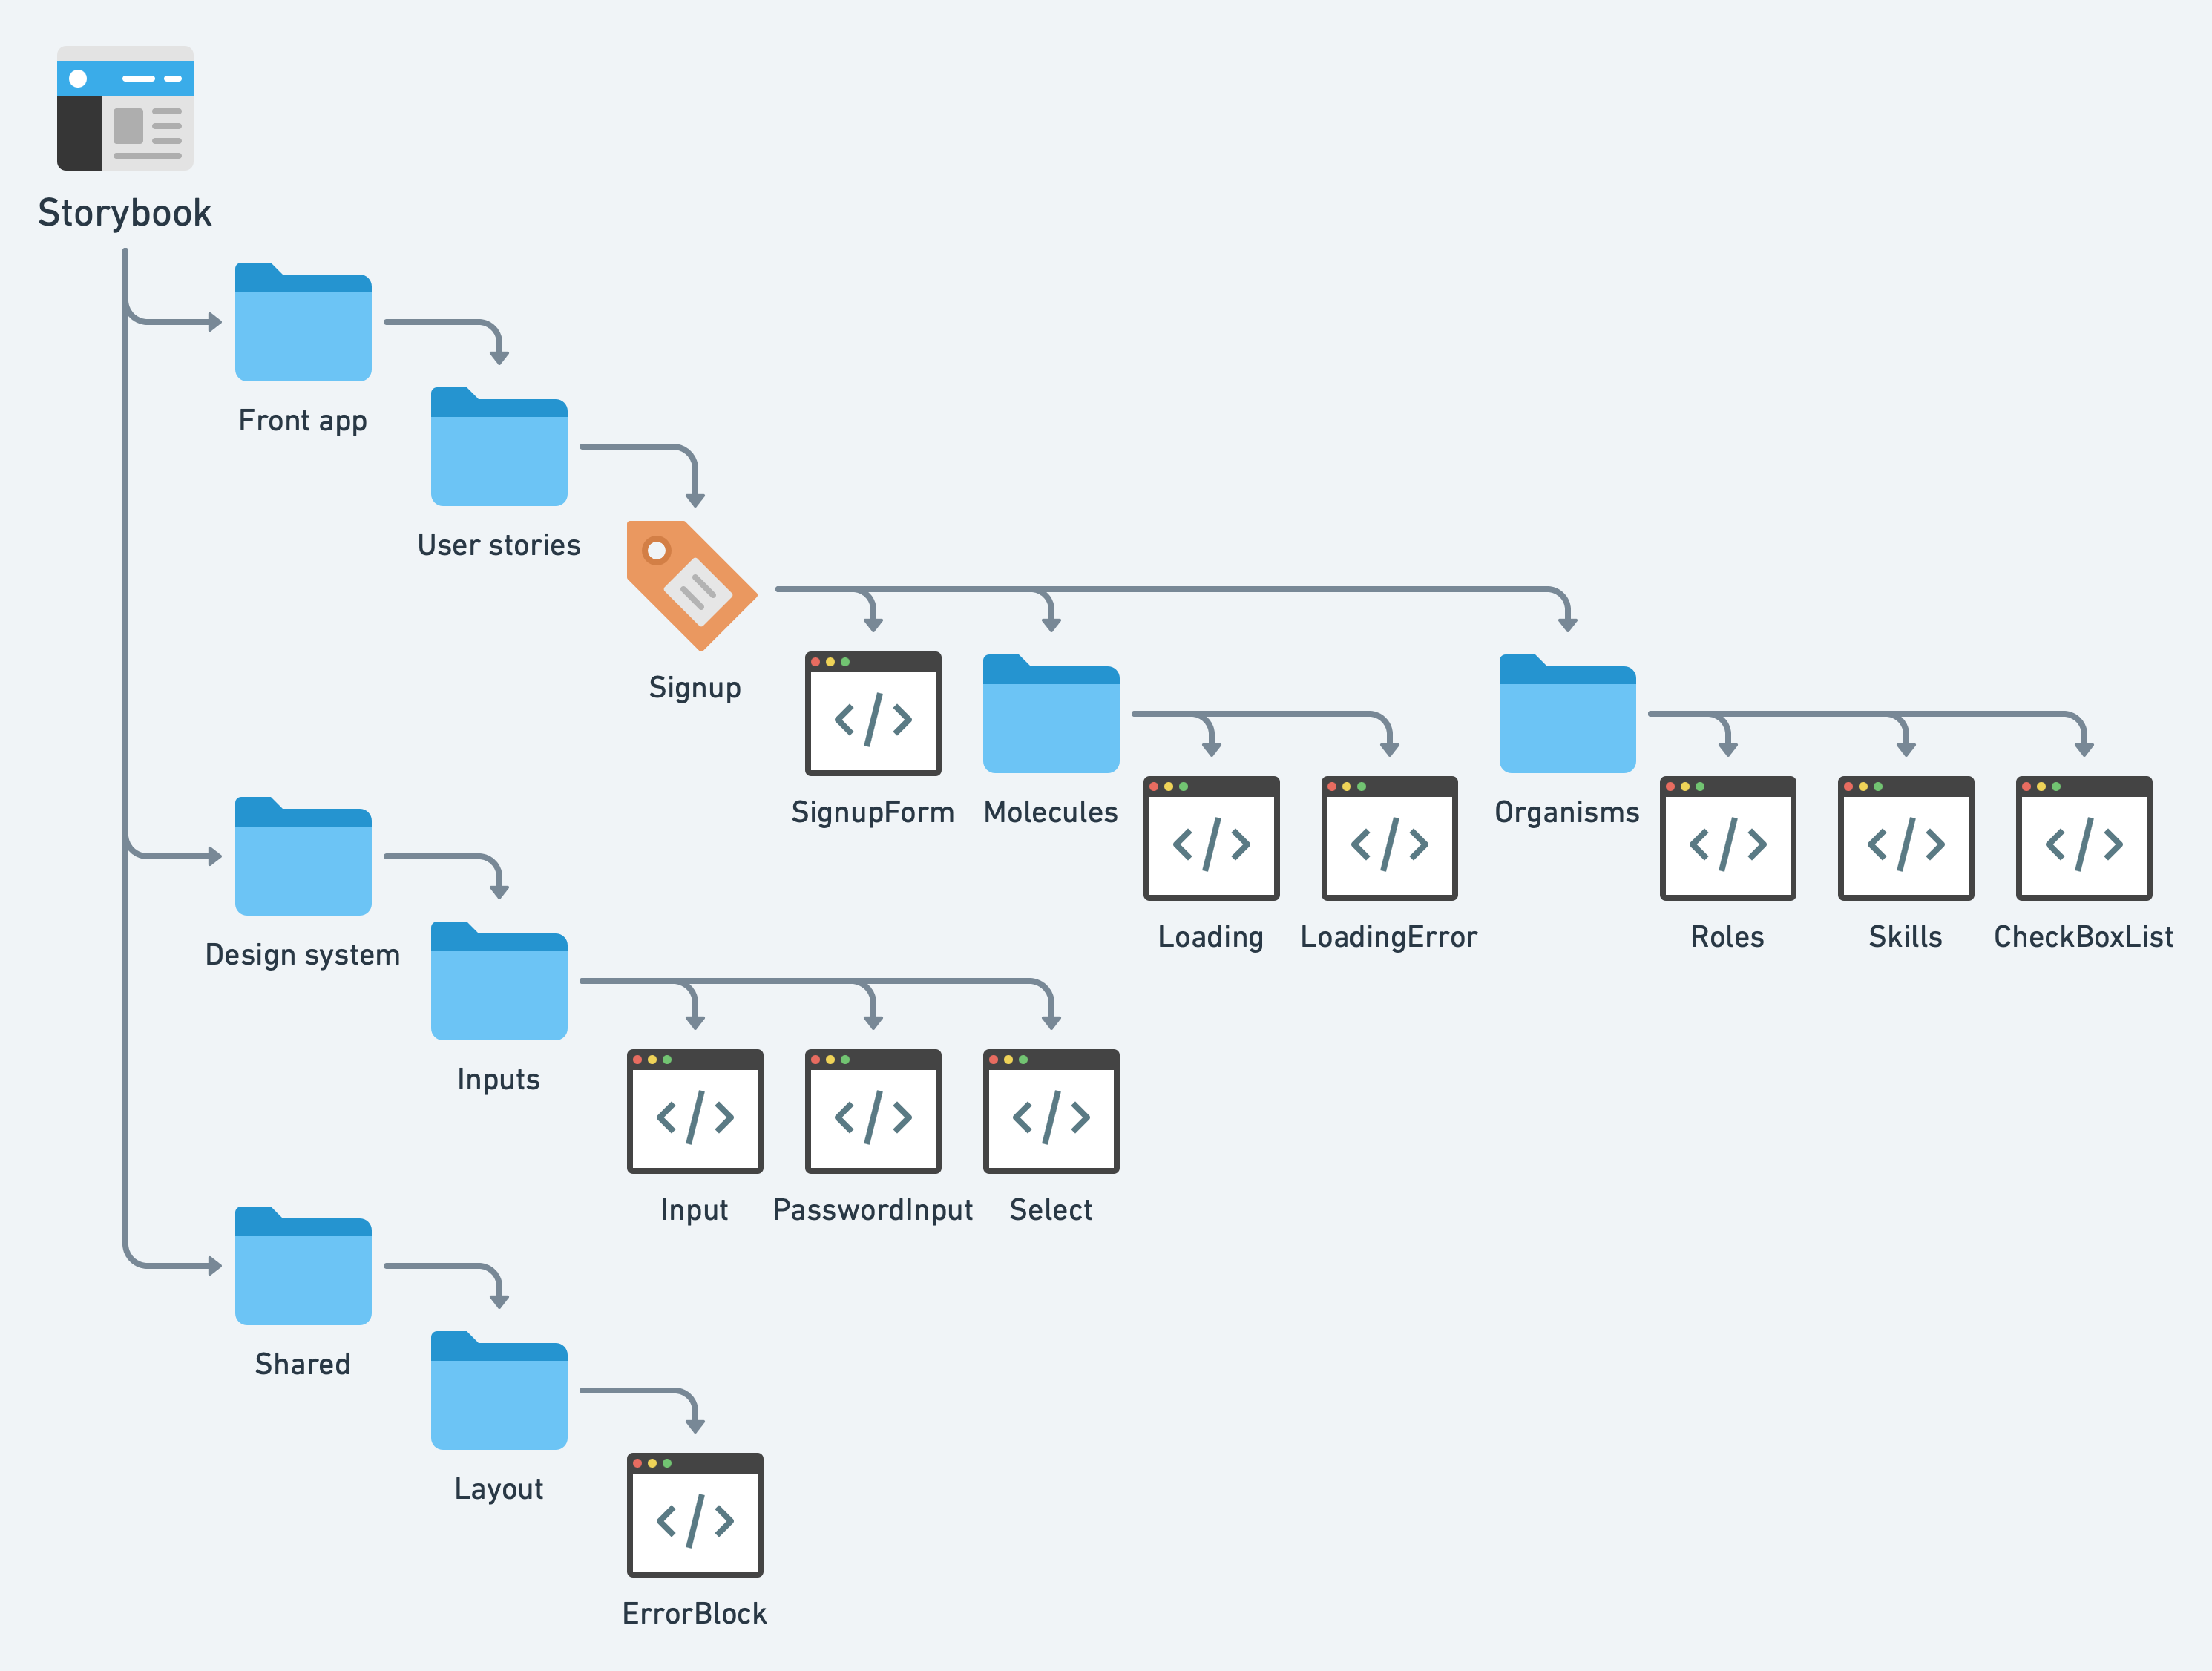 Storybook
Front app
User stories
Signup
SignupForm
Molecules
Organisms
Loading
LoadingError
Roles
Skills
CheckBoxList
Design system
Inputs
Input
PasswordInput
Select
Shared
Layout
ErrorBlock